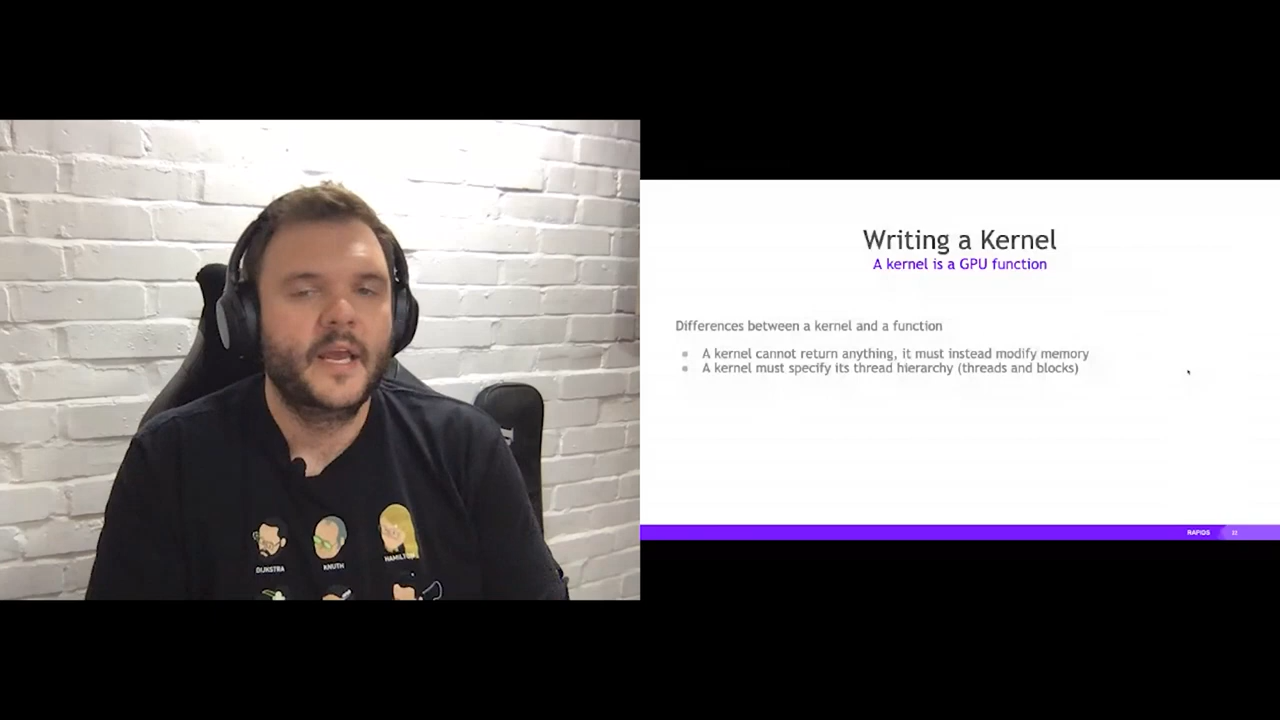 Writing a Kernel
A kernel is a GPU function
Differences between a kernel and a function
A kernel cannot return anything, it must instead modify memory
A kernel must specify its thread hierarchy (threads and blocks)
RAPIDS
DIJKSTRA
KNUTH
HAMILTON